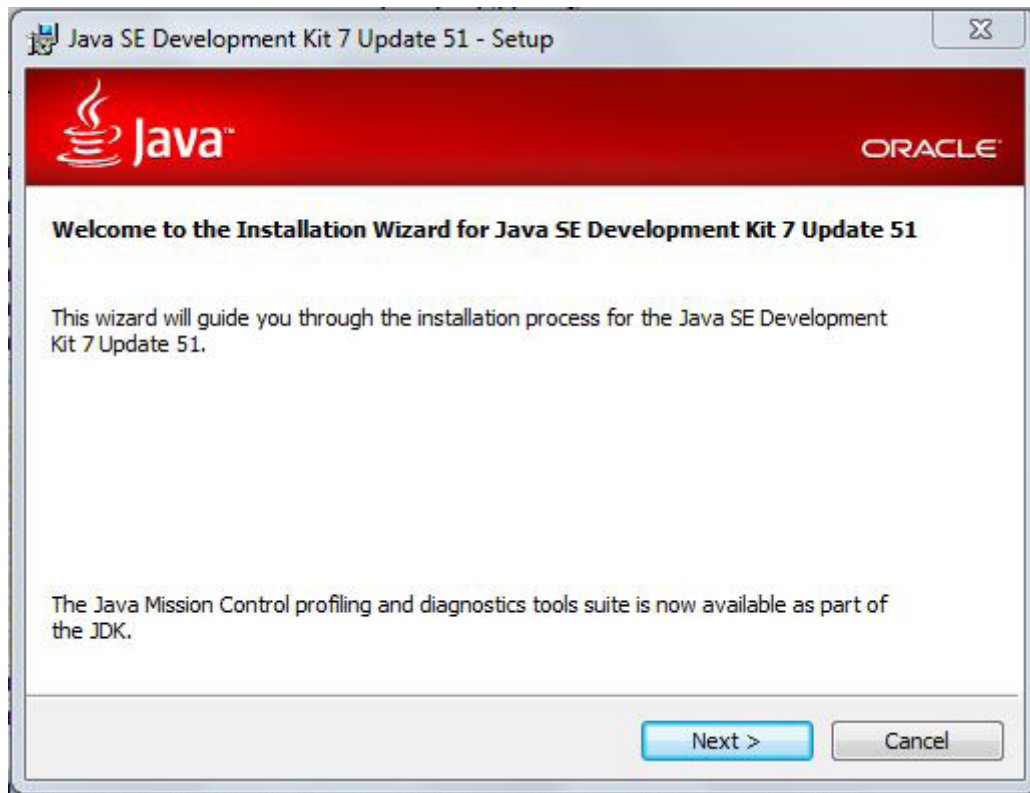 Java SE Development Kit 7 Update 51 - Setup
Java™
ORACLE
Welcome to the Installation Wizard for Java SE Development Kit 7 Update 51
This wizard will guide you through the installation process for the Java SE Development
Kit 7 Update 51.
The Java Mission Control profiling and diagnostics tools suite is now available as part of
the JDK.
Next >
Cancel